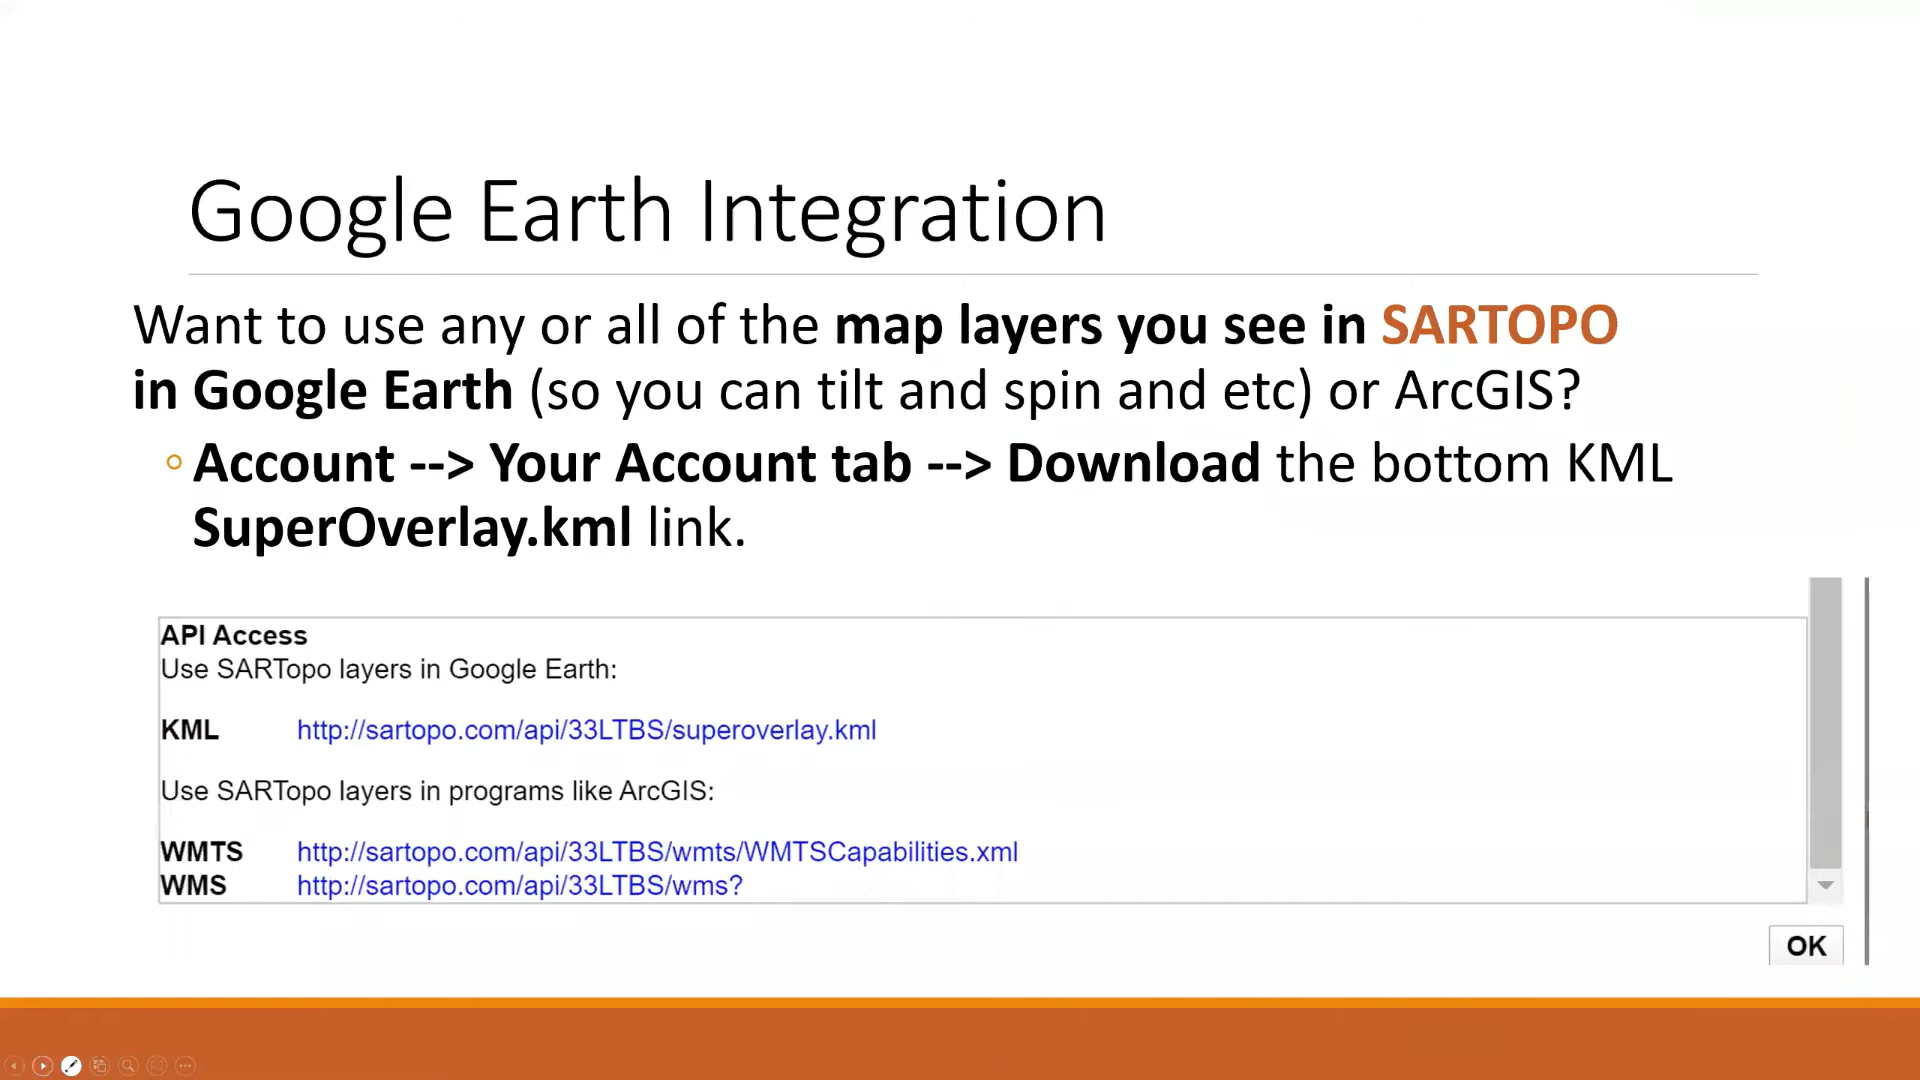 Google Earth Integration
Want to use any or all of the map layers you see in SARTOPO
in Google Earth (so you can tilt and spin and etc) or ArcGIS?
Account --> Your Account tab --> Download the bottom KML
SuperOverlay.kml link.
API Access
Use SARTopo layers in Google Earth:
KML http://sartopo.com/api/33LTBS/superoverlay.kml
Use SARTopo layers in programs like ArcGIS:
WMTS http://sartopo.com/api/33LTBS/wmts/WMTSCapabilities.xml
WMS http://sartopo.com/api/33LTBS/wms?
OK